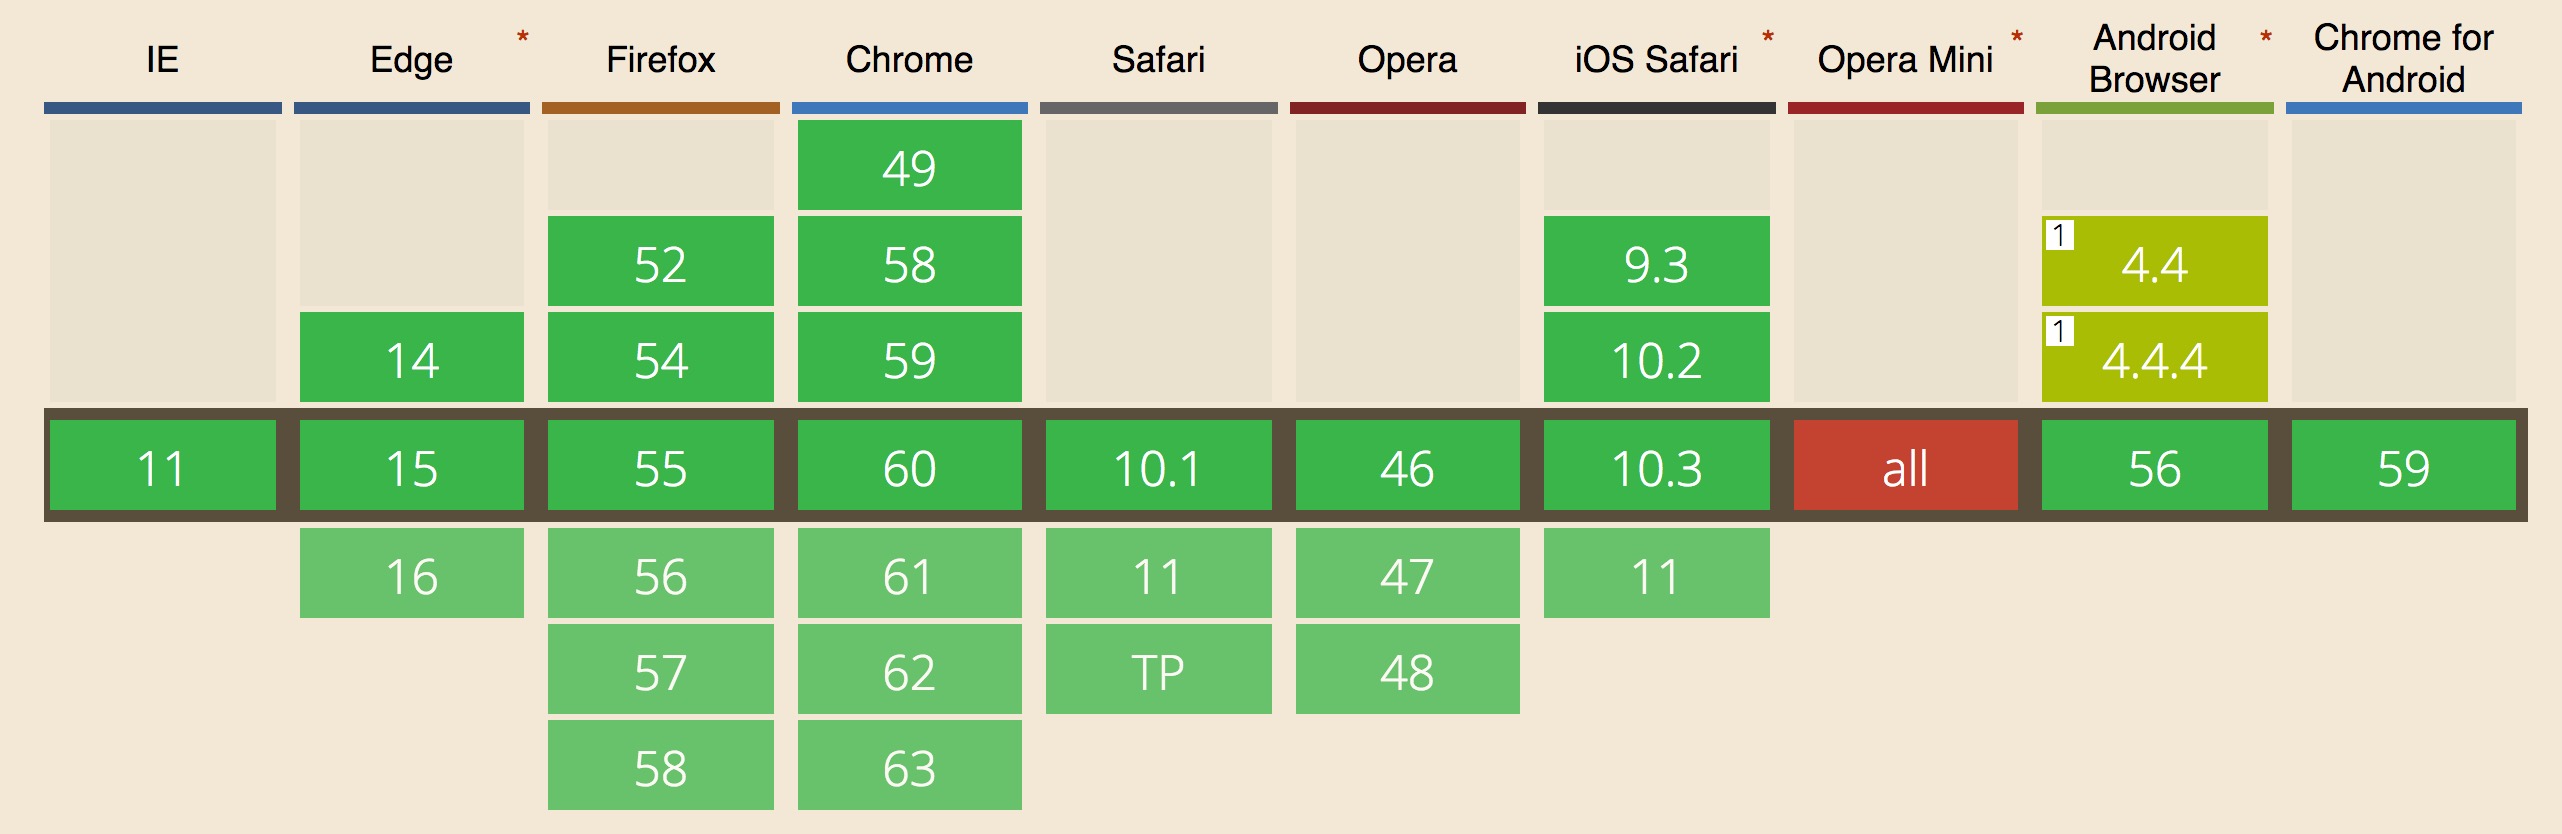 IE Edge * Firefox Chrome Safari Opera iOS Safari * Opera Mini * Android Browser * Chrome for Android
49
52 58 9.3 1 4.4
14 54 59 10.2 1 4.4.4
11 15 55 60 10.1 46 10.3 all 56 59
16 56 61 11 47 11
57 62 TP 48
58 63